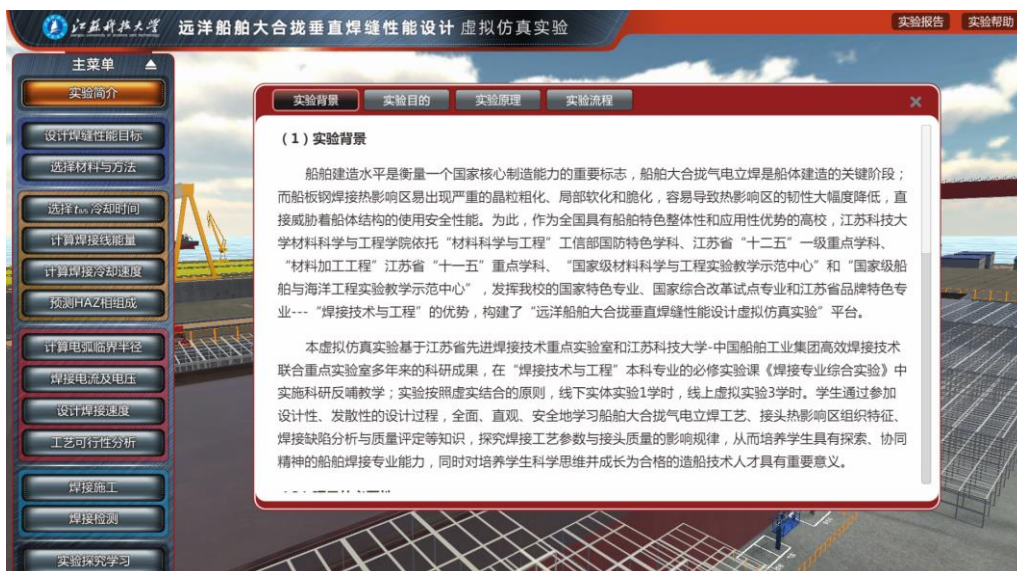 江苏科技大学 远洋船舶大合拢垂直焊缝性能设计 虚拟仿真实验 实验报告 实验帮助
主菜单
实验简介
设计焊缝性能目标
选择材料与方法
选择t8/5冷却时间
计算焊接线能量
计算焊接冷却速度
预测HAZ相组成
计算电弧临界半径
焊接电流及电压
设计焊接速度
工艺可行性分析
焊接施工
焊接检测
实验探究学习
实验背景 实验目的 实验原理 实验流程
（1）实验背景
船舶建造水平是衡量一个国家核心制造能力的重要标志，船舶大合拢气电立焊是船体建造的关键阶段；
而船板钢焊接热影响区易出现严重的晶粒粗化、局部软化和脆化，容易导致热影响区的韧性大幅度降低，直
接威胁着船体结构的使用安全性能。为此，作为全国具有船舶特色整体性和应用性优势的高校，江苏科技大
学材料科学与工程学院依托“材料科学与工程”工信部国防特色学科、江苏省“十二五”一级重点学科、
“材料加工工程”江苏省“十一五”重点学科、“国家级材料科学与工程实验教学示范中心”和“国家级船
舶与海洋工程实验教学示范中心”，发挥我校的国家特色专业、国家综合改革试点专业和江苏省品牌特色专
业---“焊接技术与工程”的优势，构建了“远洋船舶大合拢垂直焊缝性能设计虚拟仿真实验”平台。
本虚拟仿真实验基于江苏省先进焊接技术重点实验室和江苏科技大学-中国船舶工业集团高效焊接技术
联合重点实验室多年来的科研成果，在“焊接技术与工程”本科专业的必修实验课《焊接专业综合实验》中
实施科研反哺教学；实验按照虚实结合的原则，线下实体实验1学时，线上虚拟实验3学时。学生通过参加
设计性、发散性的设计过程，全面、直观、安全地学习船舶大合拢气电立焊工艺、接头热影响区组织特征、
焊接缺陷分析与质量评定等知识，探究焊接工艺参数与接头质量的影响规律，从而培养学生具有探索、协同
精神的船舶焊接专业能力，同时对培养学生科学思维并成长为合格的造船技术人才具有重要意义。